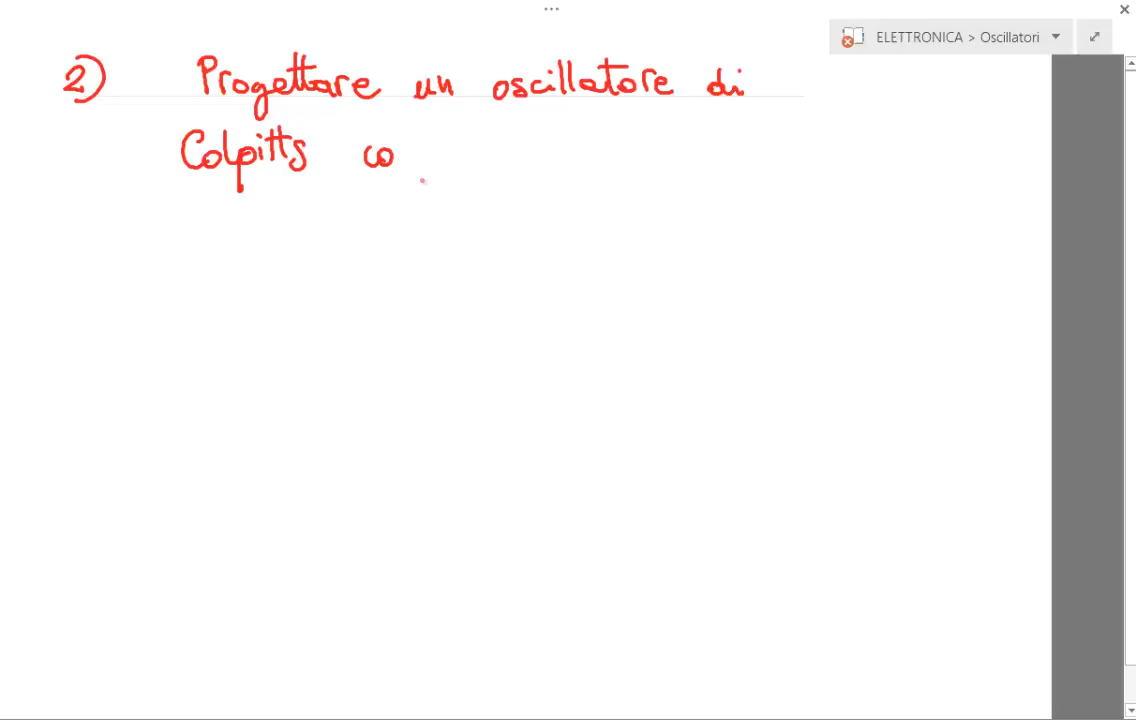 ELETTRONICA > Oscillatori
2) Progettare un oscillatore di
Colpitts co